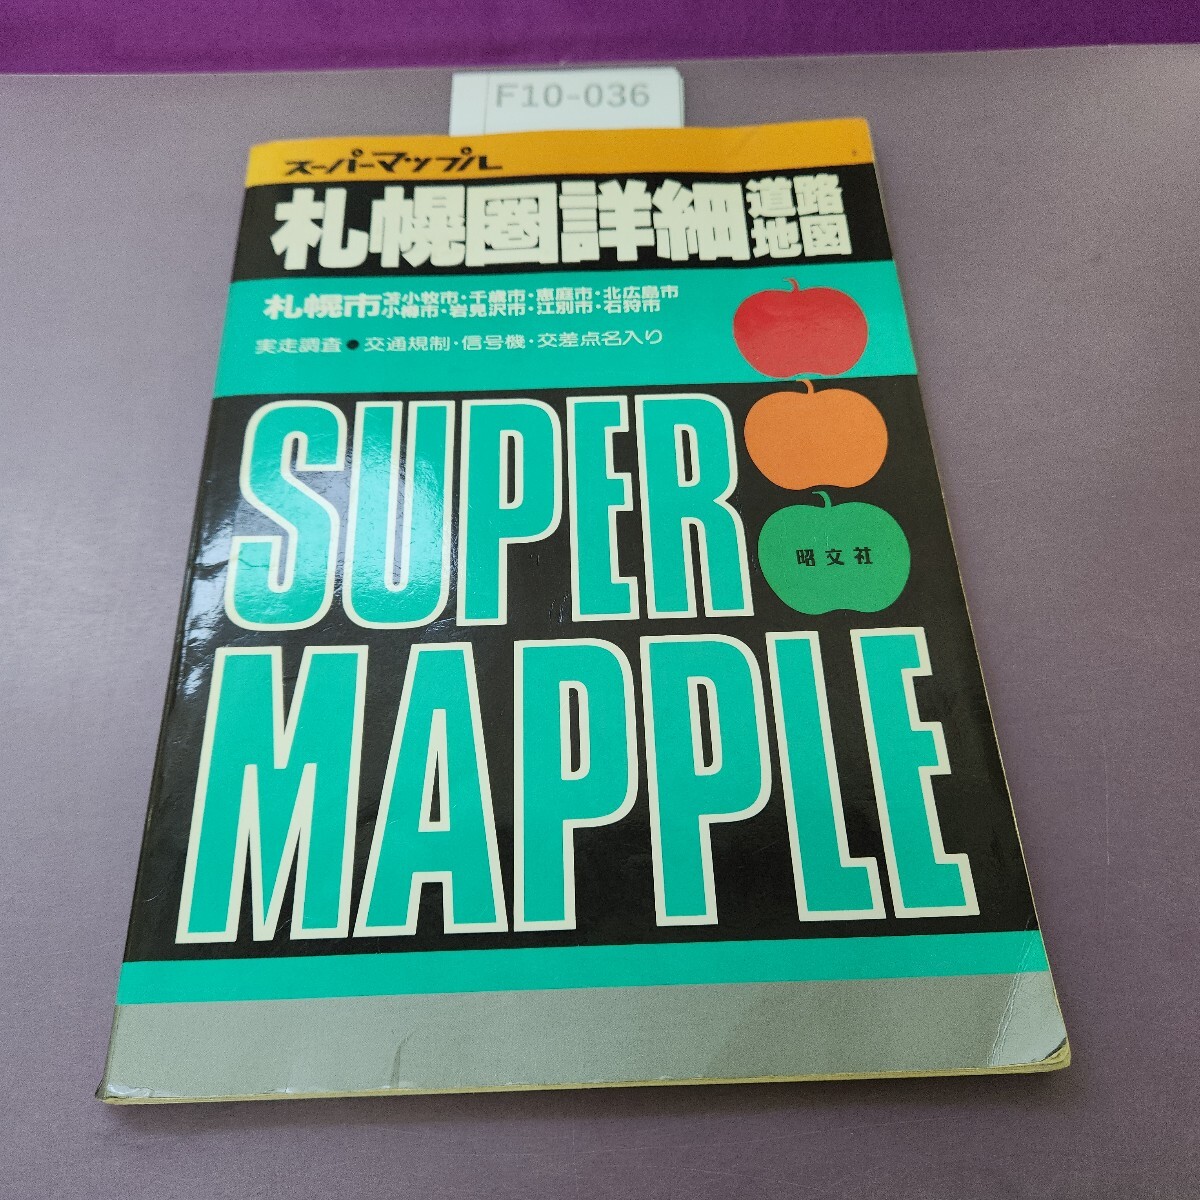 F10-036
スーパーマップル
札幌圏詳細道路地図
札幌市
苫小牧市・千歳市・恵庭市・北広島市
小樽市・岩見沢市・江別市・石狩市
実走調査●交通規制・信号機・交差点名入り
SUPER
昭文社
MAPPLE